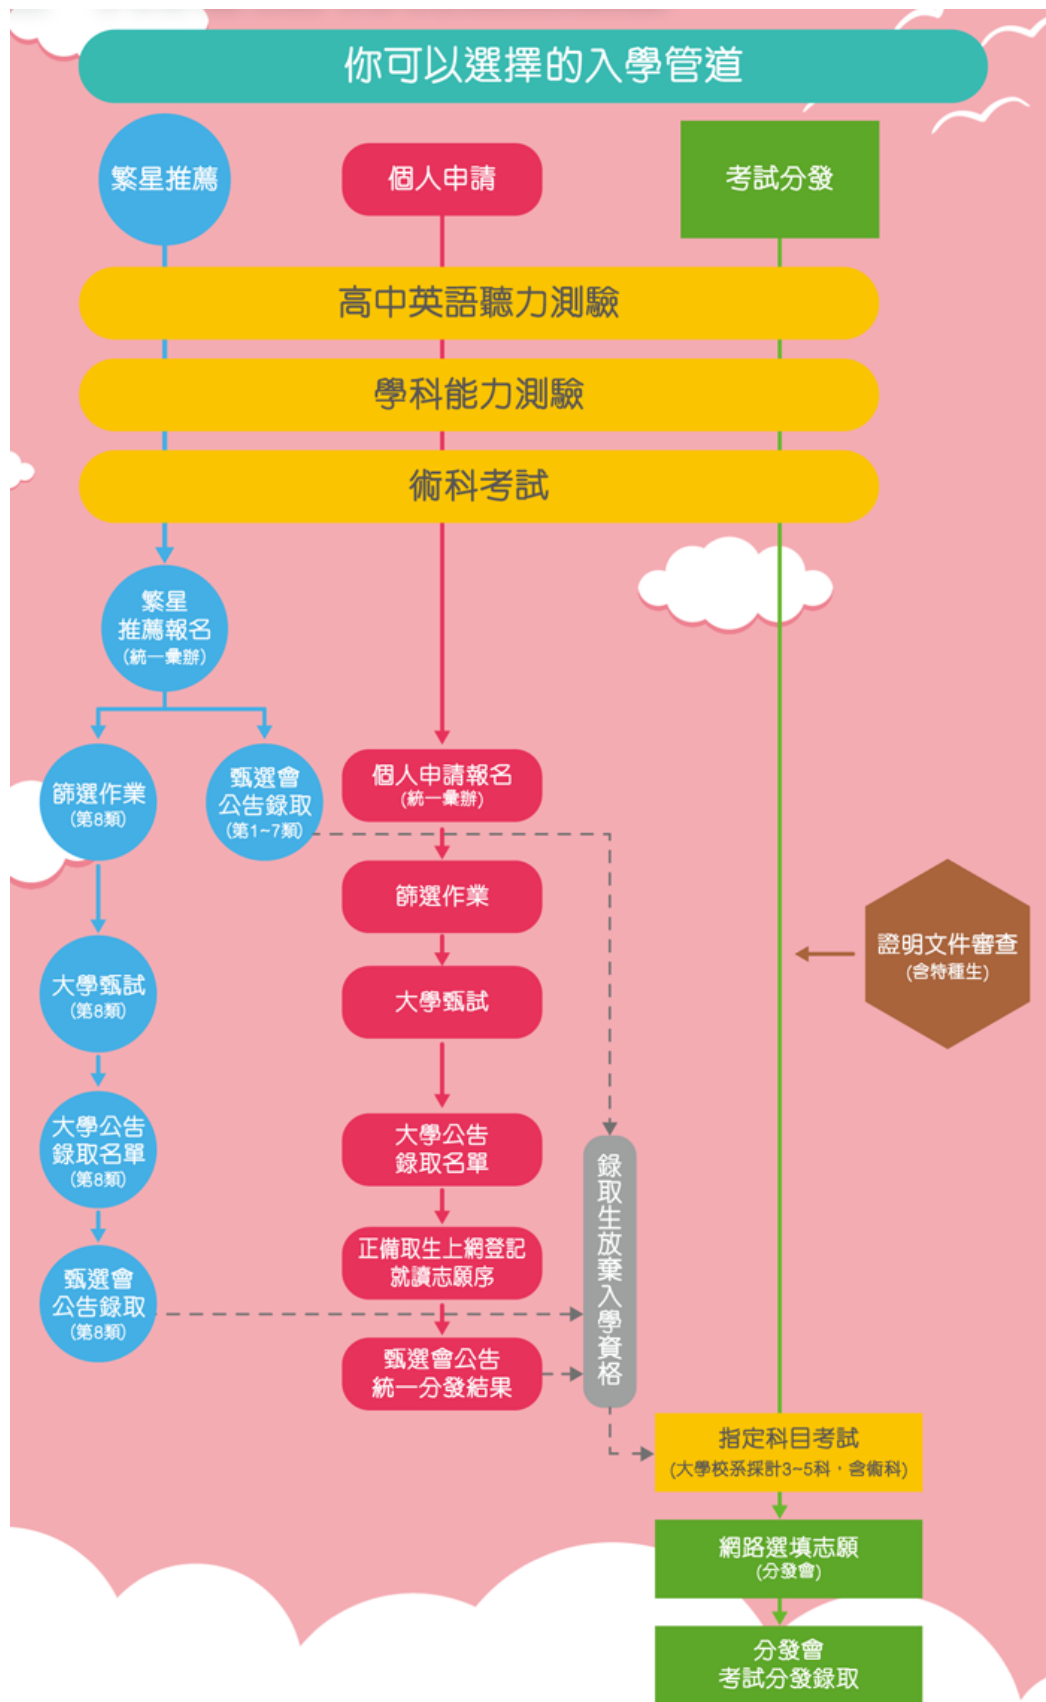 你可以選擇的入學管道
繁星推薦
個人申請
考試分發
高中英語聽力測驗
學科能力測驗
術科考試
繁星
推薦報名
(統一彙辦)
篩選作業
(第8類)
甄選會
公告錄取
(第1~7類)
大學甄試
(第8類)
大學公告
錄取名單
(第8類)
甄選會
公告錄取
(第8類)
個人申請報名
(統一彙辦)
篩選作業
大學甄試
大學公告
錄取名單
正備取生上網登記
就讀志願序
甄選會公告
統一分發結果
錄取生放棄入學資格
證明文件審查
(含特種生)
指定科目考試
(大學校系採計3~5科，含術科)
網路選填志願
(分發會)
分發會
考試分發錄取